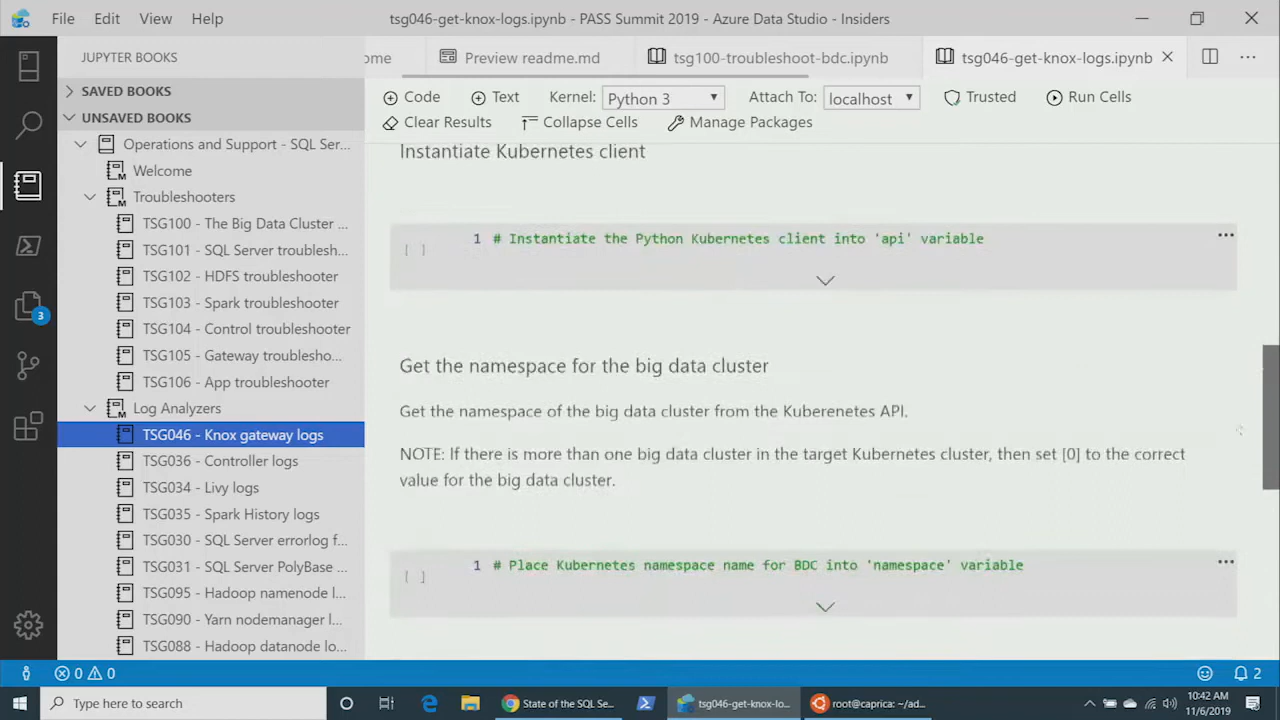 File Edit View Help
tsg046-get-knox-logs.ipynb - PASS Summit 2019 - Azure Data Studio - Insiders
JUPYTER BOOKS
ome
Preview readme.md
tsg100-troubleshoot-bdc.ipynb
tsg046-get-knox-logs.ipynb
SAVED BOOKS
UNSAVED BOOKS
Operations and Support - SQL Ser...
Welcome
Troubleshooters
TSG100 - The Big Data Cluster ...
TSG101 - SQL Server troublesh...
TSG102 - HDFS troubleshooter
TSG103 - Spark troubleshooter
TSG104 - Control troubleshooter
TSG105 - Gateway troublesho...
TSG106 - App troubleshooter
Log Analyzers
TSG046 - Knox gateway logs
TSG036 - Controller logs
TSG034 - Livy logs
TSG035 - Spark History logs
TSG030 - SQL Server errorlog f...
TSG031 - SQL Server PolyBase ...
TSG095 - Hadoop namenode l...
TSG090 - Yarn nodemanager l...
TSG088 - Hadoop datanode lo...
3
Code Text Kernel: Python 3 Attach To: localhost Trusted Run Cells
Clear Results Collapse Cells Manage Packages
Instantiate Kubernetes client
[ ] 1 # Instantiate the Python Kubernetes client into 'api' variable
Get the namespace for the big data cluster
Get the namespace of the big data cluster from the Kuberenetes API.
NOTE: If there is more than one big data cluster in the target Kubernetes cluster, then set [0] to the correct
value for the big data cluster.
[ ] 1 # Place Kubernetes namespace name for BDC into 'namespace' variable
0 0 2
Type here to search
State of the SQL Se...
tsg046-get-knox-lo...
root@caprica: ~/ad...
10:42 AM
11/6/2019